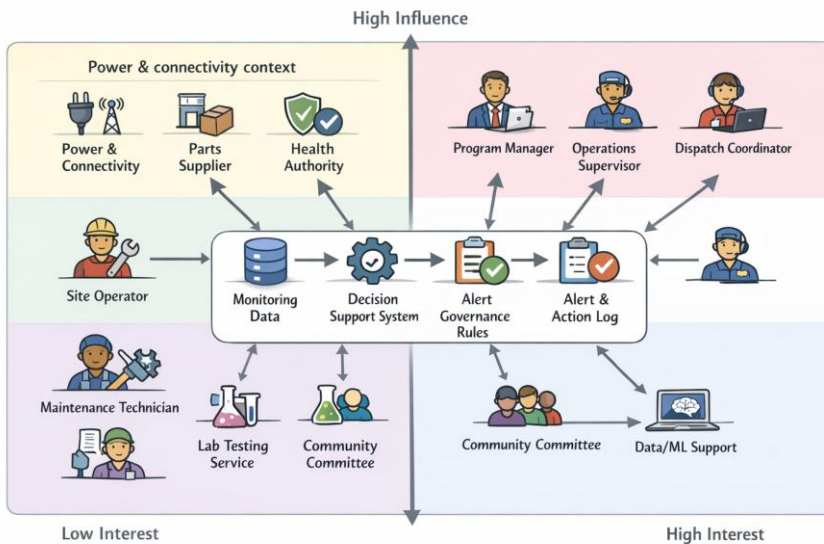 High Influence
Power & connectivity context
Power &
Connectivity
Parts
Supplier
Health
Authority
Program Manager
Operations
Supervisor
Dispatch Coordinator
Site Operator
Monitoring
Data
Decision
Support System
Alert
Governance
Rules
Alert &
Action Log
Maintenance Technician
Lab Testing
Service
Community
Committee
Community Committee
Data/ML Support
Low Interest
High Interest